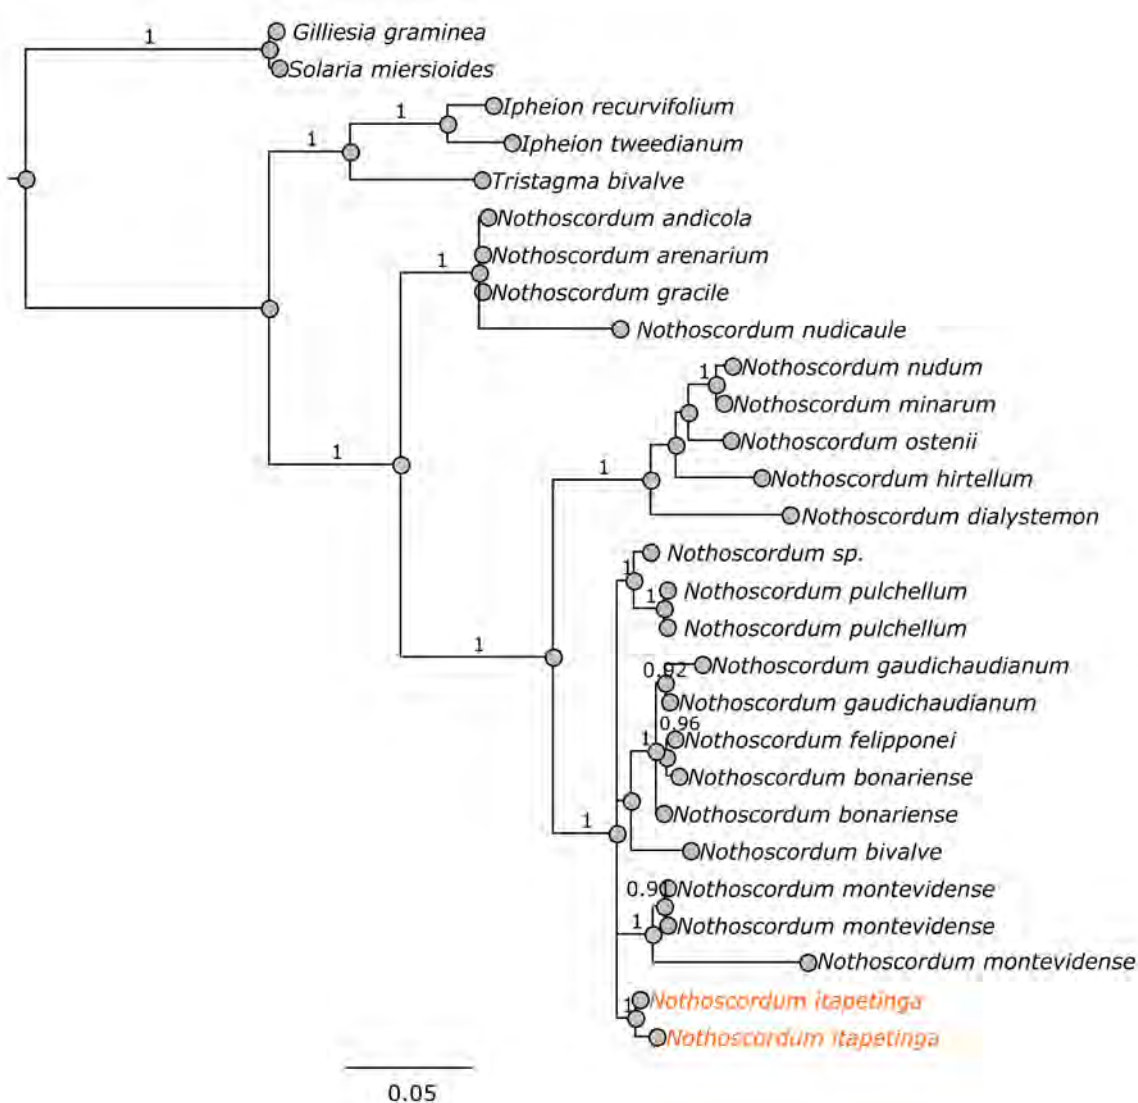 1
Gilliesia graminea
Solaria miersioides
Ipheion recurvifolium
1
Ipheion tweedianum
1
Tristagma bivalve
Nothoscordum andicola
Nothoscordum arenarium
1
Nothoscordum gracile
Nothoscordum nudicaule
Nothoscordum nudum
1
Nothoscordum minarum
Nothoscordum ostenii
1
Nothoscordum hirtellum
1
Nothoscordum dialystemon
Nothoscordum sp.
1
Nothoscordum pulchellum
1
Nothoscordum pulchellum
1
Nothoscordum gaudichaudianum
0.92
Nothoscordum gaudichaudianum
0.96
Nothoscordum felipponei
1
Nothoscordum bonariense
Nothoscordum bonariense
1
Nothoscordum bivalve
Nothoscordum montevidense
0.91
Nothoscordum montevidense
1
Nothoscordum montevidense
Nothoscordum itapetinga
1
Nothoscordum itapetinga
0.05